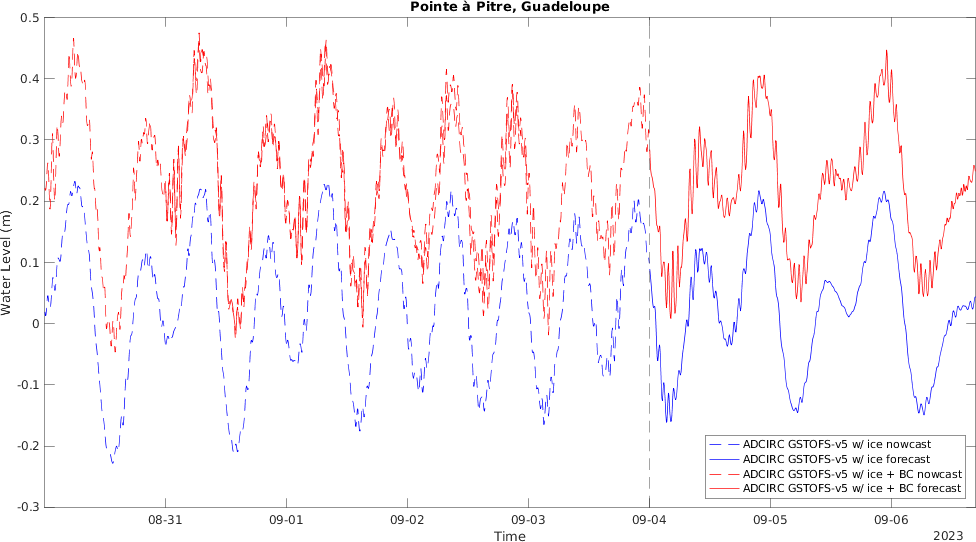 Pointe à Pitre, Guadeloupe
0.5
0.4
0.3
0.2
0.1
0
-0.1
-0.2
-0.3
Water Level (m)
08-31 09-01 09-02 09-03 09-04 09-05 09-06
Time
2023
ADCIRC GSTOFS-v5 w/ ice nowcast
ADCIRC GSTOFS-v5 w/ ice forecast
ADCIRC GSTOFS-v5 w/ ice + BC nowcast
ADCIRC GSTOFS-v5 w/ ice + BC forecast